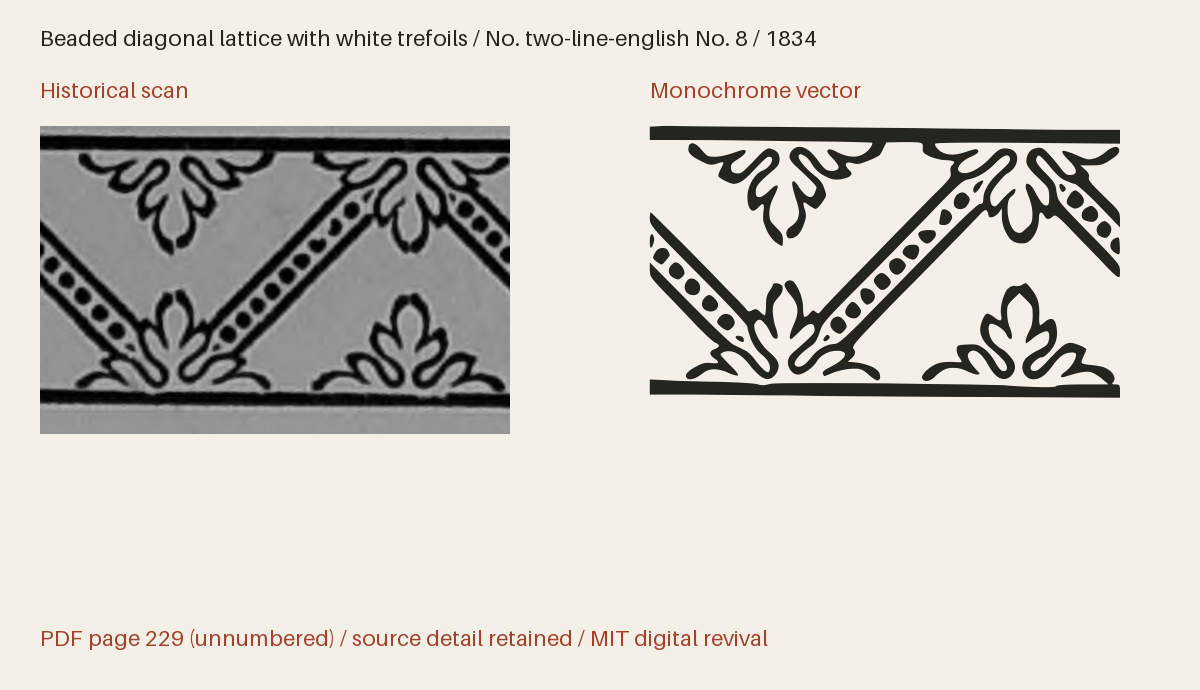 Beaded diagonal lattice with white trefoils / No. two-line-english No. 8 / 1834
Historical scan
Monochrome vector
PDF page 229 (unnumbered) / source detail retained / MIT digital revival